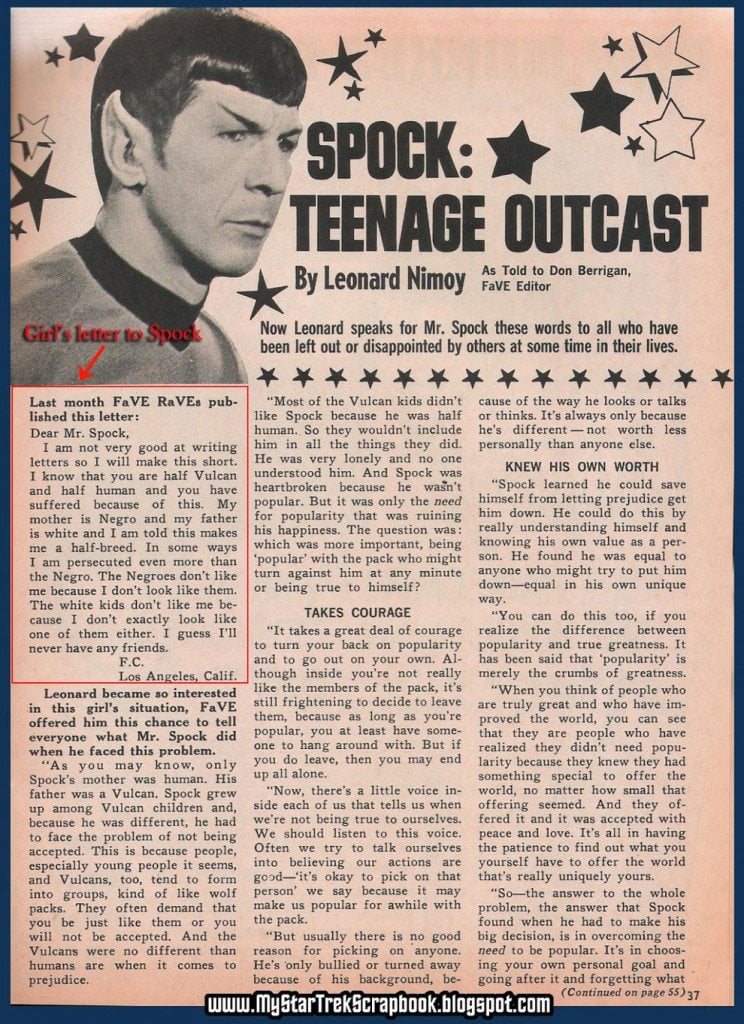 SPOCK:
TEENAGE OUTCAST
By Leonard Nimoy
As Told to Don Berrigan,
FaVE Editor
Now Leonard speaks for Mr. Spock these words to all who have
been left out or disappointed by others at some time in their lives.
Girl's letter to Spock
Last month FaVE RaVEs pub-
lished this letter:
Dear Mr. Spock,
I am not very good at writing
letters so I will make this short.
I know that you are half Vulcan
and half human and you have
suffered because of this. My
mother is Negro and my father
is white and I am told this makes
me a half-breed. In some ways
I am persecuted even more than
the Negro. The Negroes don't like
me because I don't look like them.
The white kids don't like me be-
cause I don't exactly look like
one of them either. I guess I'll
never have any friends.
F.C.
Los Angeles, Calif.
Leonard became so interested
in this girl's situation, FaVE
offered him this chance to tell
everyone what Mr. Spock did
when he faced this problem.
"As you may know, only
Spock's mother was human. His
father was a Vulcan. Spock grew
up among Vulcan children and,
because he was different, he had
to face the problem of not being
accepted. This is because people,
especially young people it seems,
and Vulcans, too, tend to form
into groups, kind of like wolf
packs. They often demand that
you be just like them or you
will not be accepted. And the
Vulcans were no different than
humans are when it comes to
prejudice.
"Most of the Vulcan kids didn't
like Spock because he was half
human. So they wouldn't include
him in all the things they did.
He was very lonely and no one
understood him. And Spock was
heartbroken because he wasn't
popular. But it was only the need
for popularity that was ruining
his happiness. The question was:
which was more important, being
'popular' with the pack who might
turn against him at any minute
or being true to himself?
TAKES COURAGE
"It takes a great deal of courage
to turn your back on popularity
and to go out on your own. Al-
though inside you're not really
like the members of the pack, it's
still frightening to decide to leave
them, because as long as you're
popular, you at least have some-
one to hang around with. But if
you do leave, then you may end
up all alone.
"Now, there's a little voice in-
side each of us that tells us when
we're not being true to ourselves.
We should listen to this voice.
Often we try to talk ourselves
into believing our actions are
good—'it's okay to pick on that
person' we say because it may
make us popular for awhile with
the pack.
"But usually there is no good
reason for picking on anyone.
He's only bullied or turned away
because of his background, be-
cause of the way he looks or talks
or thinks. It's always only because
he's different — not worth less
personally than anyone else.
KNEW HIS OWN WORTH
"Spock learned he could save
himself from letting prejudice get
him down. He could do this by
really understanding himself and
knowing his own value as a per-
son. He found he was equal to
anyone who might try to put him
down—equal in his own unique
way.
"You can do this too, if you
realize the difference between
popularity and true greatness. It
has been said that 'popularity' is
merely the crumbs of greatness.
"When you think of people who
are truly great and who have im-
proved the world, you can see
that they are people who have
realized they didn't need popu-
larity because they knew they had
something special to offer the
world, no matter how small that
offering seemed. And they of-
fered it and it was accepted with
peace and love. It's all in having
the patience to find out what you
yourself have to offer the world
that's really uniquely yours.
"So—the answer to the whole
problem, the answer that Spock
found when he had to make his
big decision, is in overcoming the
need to be popular. It's in choos-
ing your own personal goal and
going after it and forgetting what
(Continued on page 55) 37
www.MyStarTrekScrapbook.blogspot.com